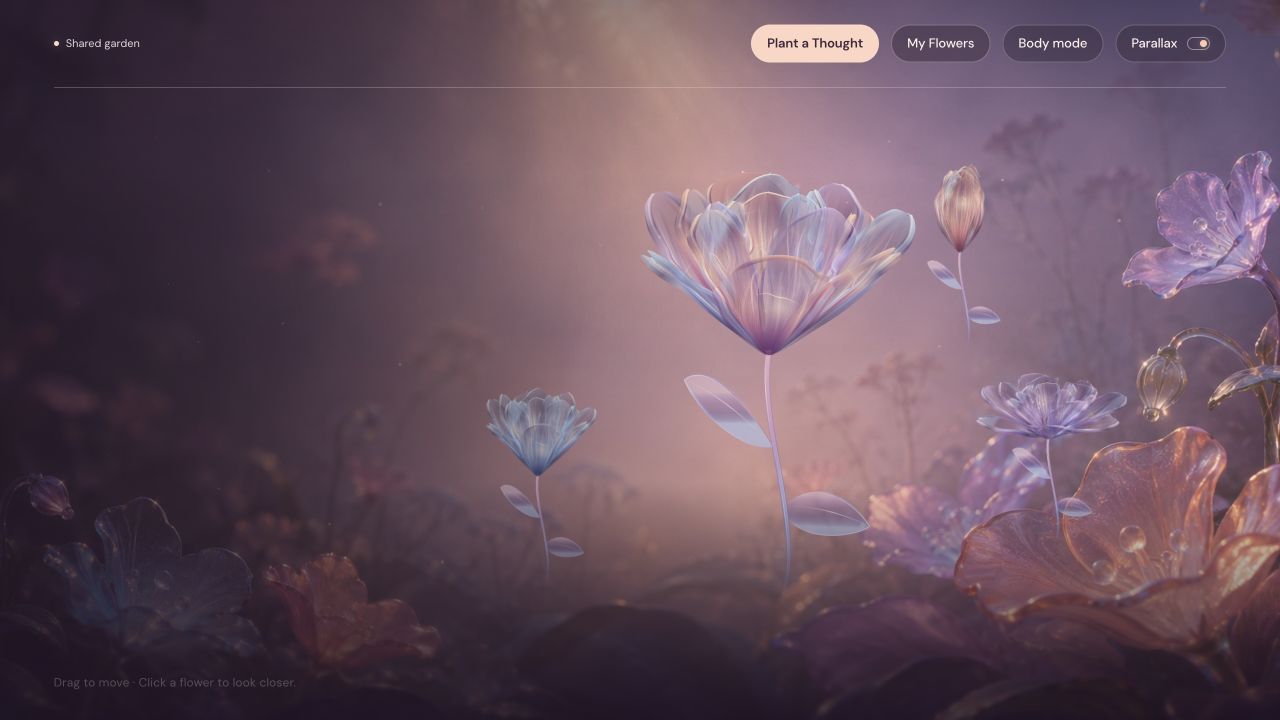 Shared garden
Plant a Thought
My Flowers
Body mode
Parallax
Drag to move · Click a flower to look closer.